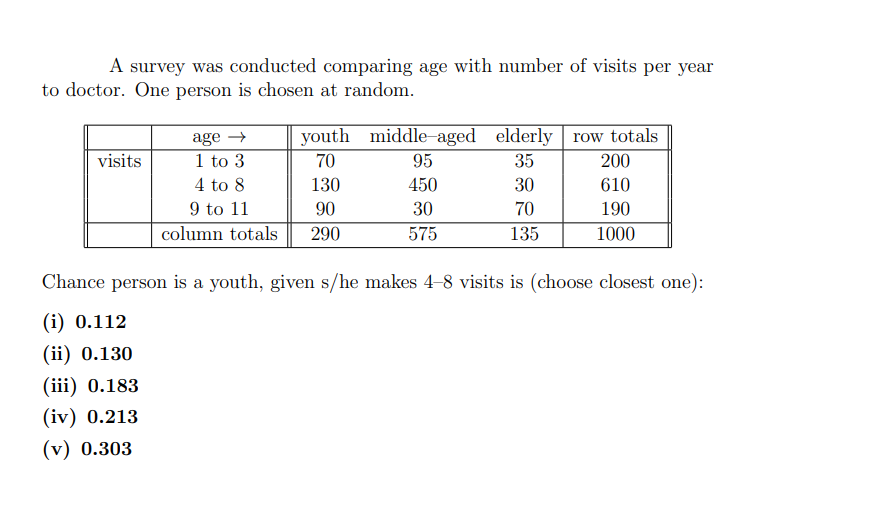 A survey was conducted comparing age with number of visits per year
to doctor. One person is chosen at random.
age → youth middle–aged elderly row totals
visits 1 to 3 70 95 35 200
4 to 8 130 450 30 610
9 to 11 90 30 70 190
column totals 290 575 135 1000
Chance person is a youth, given s/he makes 4–8 visits is (choose closest one):
(i) 0.112
(ii) 0.130
(iii) 0.183
(iv) 0.213
(v) 0.303